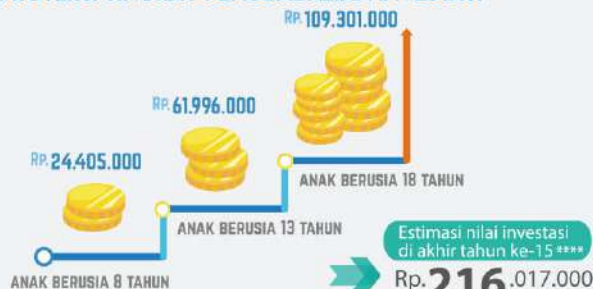 Rp.109.301.000
Rp.61.996.000
Rp.24.405.000
ANAK BERUSIA 18 TAHUN
ANAK BERUSIA 13 TAHUN
ANAK BERUSIA 8 TAHUN
Estimasi nilai investasi
di akhir tahun ke-15 ****
Rp.216.017.000